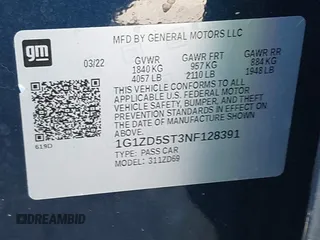 gm
MFD BY GENERAL MOTORS LLC
03/22 GVWR GAWR FRT GAWR RR
1840 KG 957 KG 884 KG
4057 LB 2110 LB 1948 LB
THIS VEHICLE CONFORMS TO ALL APPLICABLE
U.S. FEDERAL MOTOR VEHICLE
SAFETY, BUMPER, AND THEFT
PREVENTION STANDARDS IN EFFECT
ON THE DATE OF MANUFACTURE
SHOWN ABOVE.
1G1ZD5ST3NF128391
TYPE: PASS CAR
MODEL: 311ZD69
DREAMBID